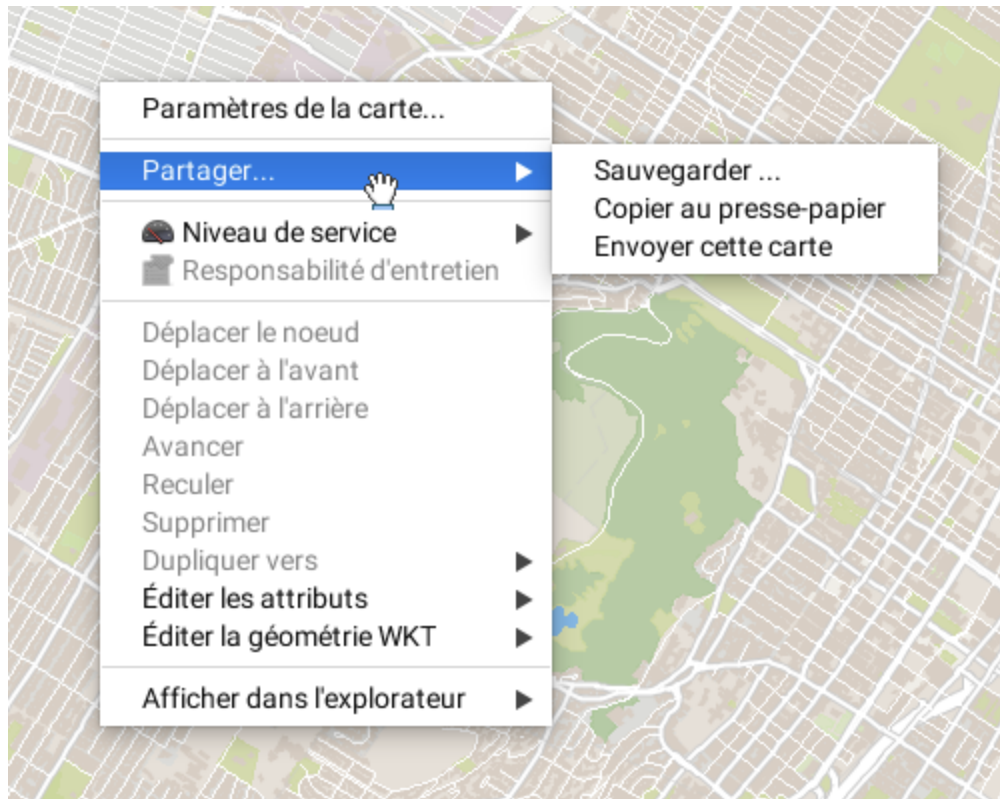 Paramètres de la carte...
Partager...
Niveau de service
Responsabilité d'entretien
Déplacer le noeud
Déplacer à l'avant
Déplacer à l'arrière
Avancer
Reculer
Supprimer
Dupliquer vers
Éditer les attributs
Éditer la géométrie WKT
Afficher dans l'explorateur
Sauvegarder ...
Copier au presse-papier
Envoyer cette carte